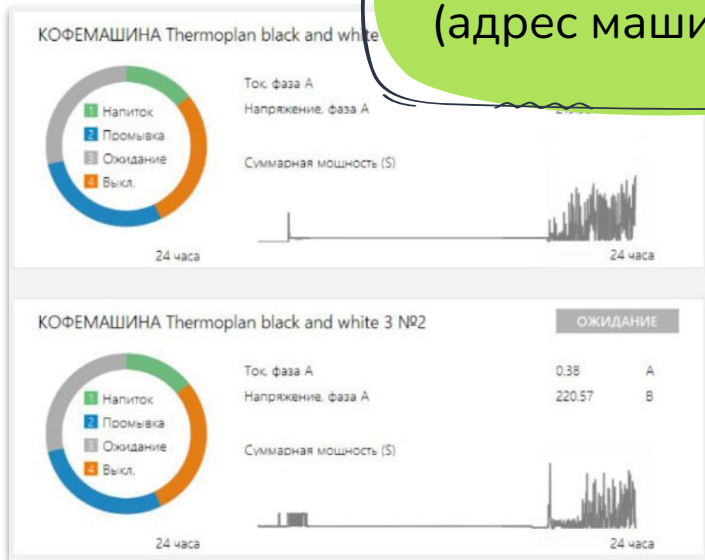 (адрес маши
КОФЕМАШИНА Thermoplan black and white
Ток, фаза А
Напряжение, фаза А
1 Напиток
2 Промывка
3 Ожидание
4 Выкл.
Суммарная мощность (S)
24 часа
24 часа
КОФЕМАШИНА Thermoplan black and white 3 №2
ОЖИДАНИЕ
Ток, фаза А 0.38 А
Напряжение, фаза А 220.57 В
1 Напиток
2 Промывка
3 Ожидание
4 Выкл.
Суммарная мощность (S)
24 часа
24 часа